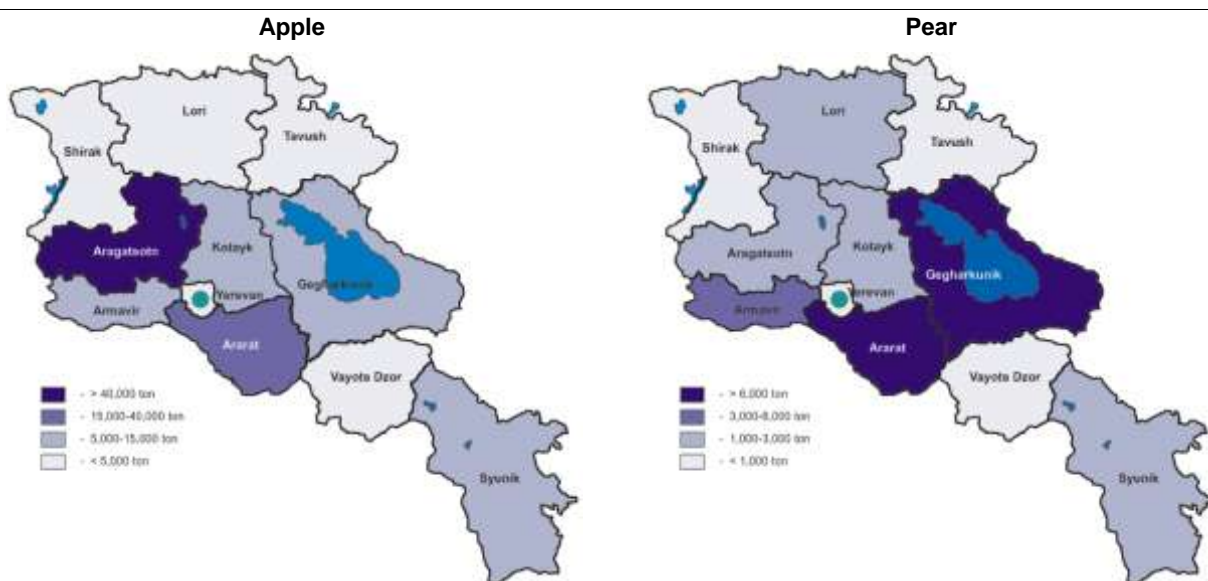 Apple
Lori
Tavush
Shirak
Aragatsotn
Kotayk
Gegharkunik
Armavir
Yerevan
Ararat
Vayots Dzor
Syunik
- > 40,000 ton
- 15,000-40,000 ton
- 5,000-15,000 ton
- < 5,000 ton
Pear
Lori
Tavush
Shirak
Aragatsotn
Kotayk
Gegharkunik
Armavir
Yerevan
Ararat
Vayots Dzor
Syunik
- > 6,000 ton
- 3,000-6,000 ton
- 1,000-3,000 ton
- < 1,000 ton